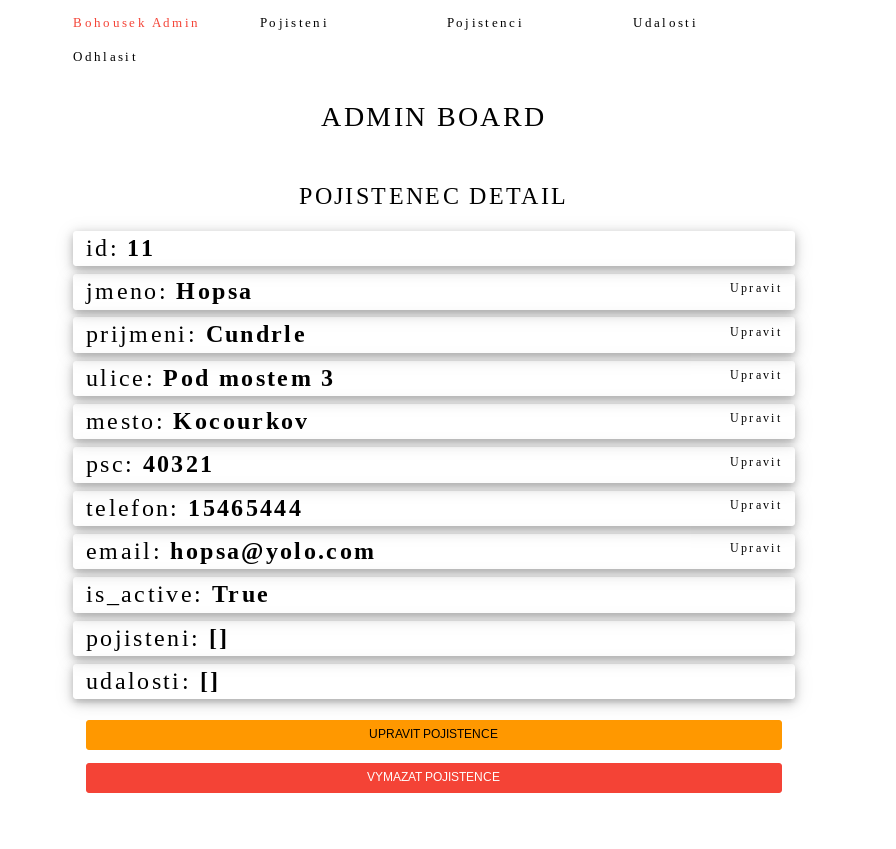 Bohousek Admin Pojisteni Pojistenci Udalosti
Odhlasit
ADMIN BOARD
POJISTENEC DETAIL
id: 11
jmeno: Hopsa Upravit
prijmeni: Cundrle Upravit
ulice: Pod mostem 3 Upravit
mesto: Kocourkov Upravit
psc: 40321 Upravit
telefon: 15465444 Upravit
email: hopsa@yolo.com Upravit
is_active: True
pojisteni: []
udalosti: []
UPRAVIT POJISTENCE
VYMAZAT POJISTENCE